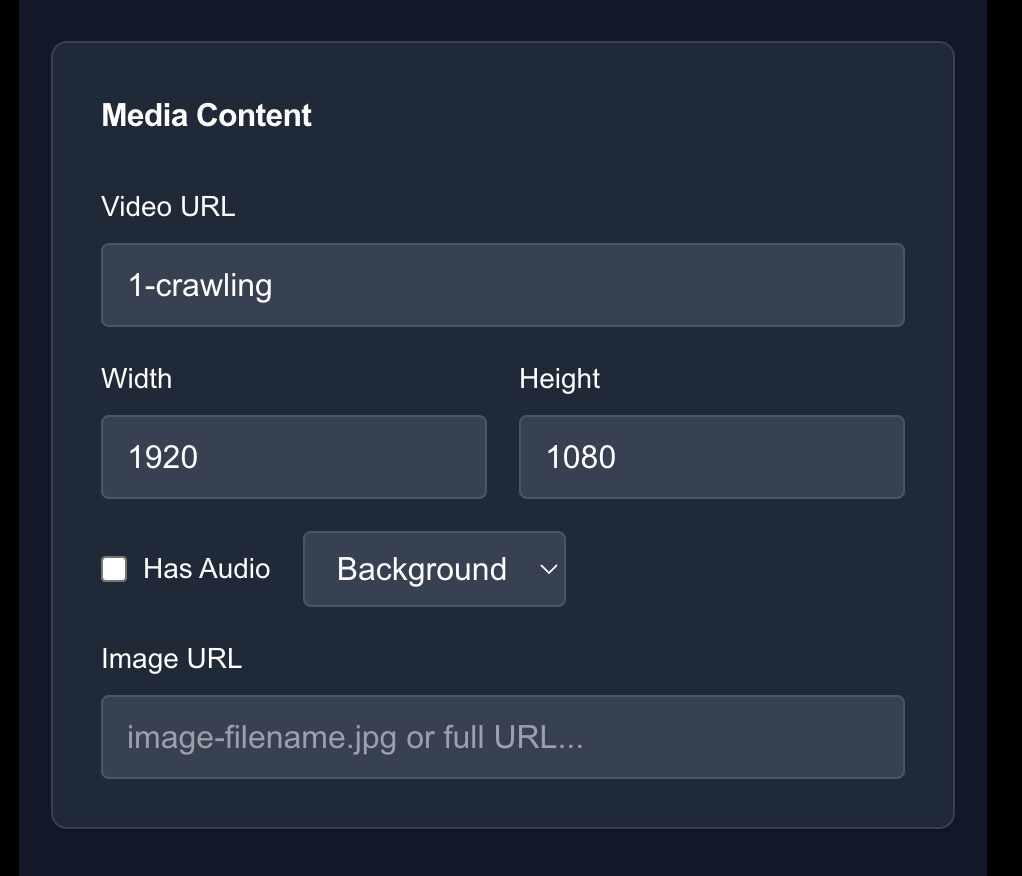 Media Content
Video URL
1-crawling
Width Height
1920 1080
Has Audio Background
Image URL
image-filename.jpg or full URL...